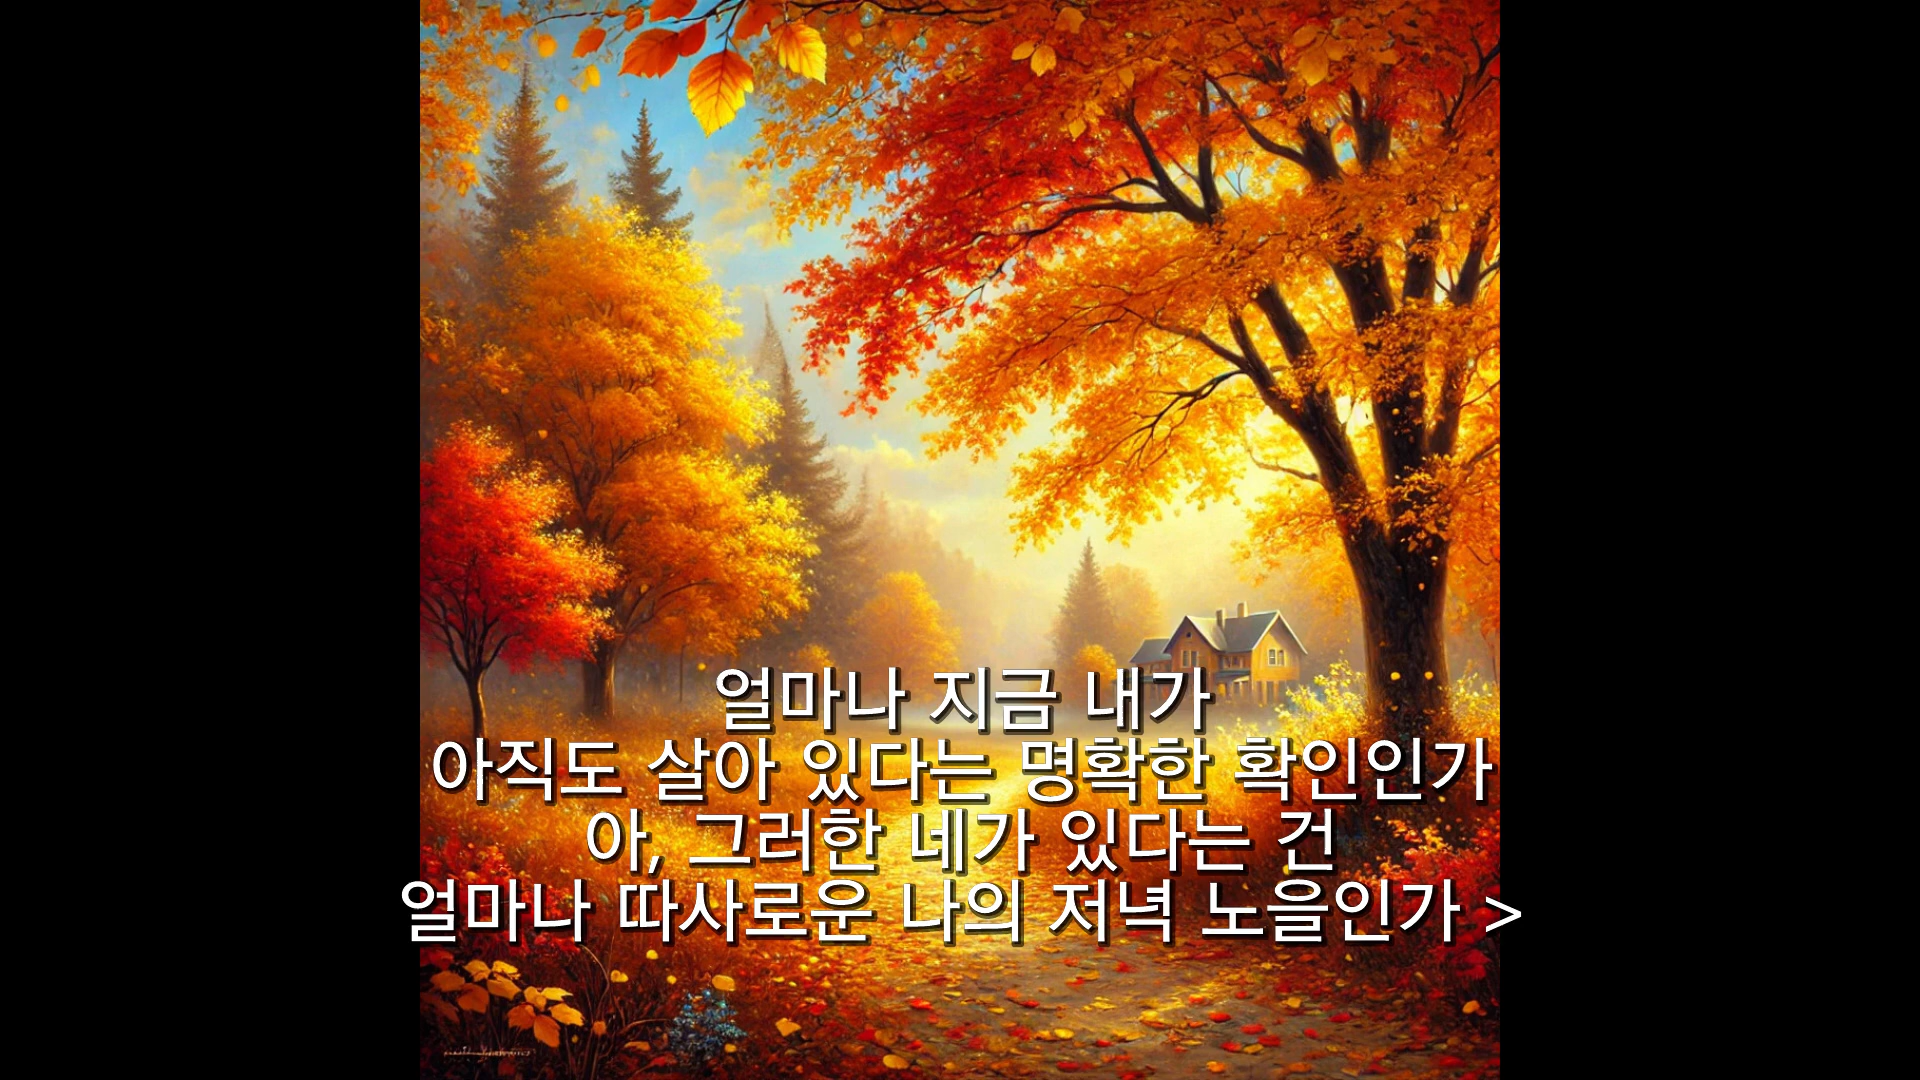 얼마나 지금 내가
아직도 살아 있다는 명확한 확인인가
아, 그러한 네가 있다는 건
얼마나 따사로운 나의 저녁 노을인가 >